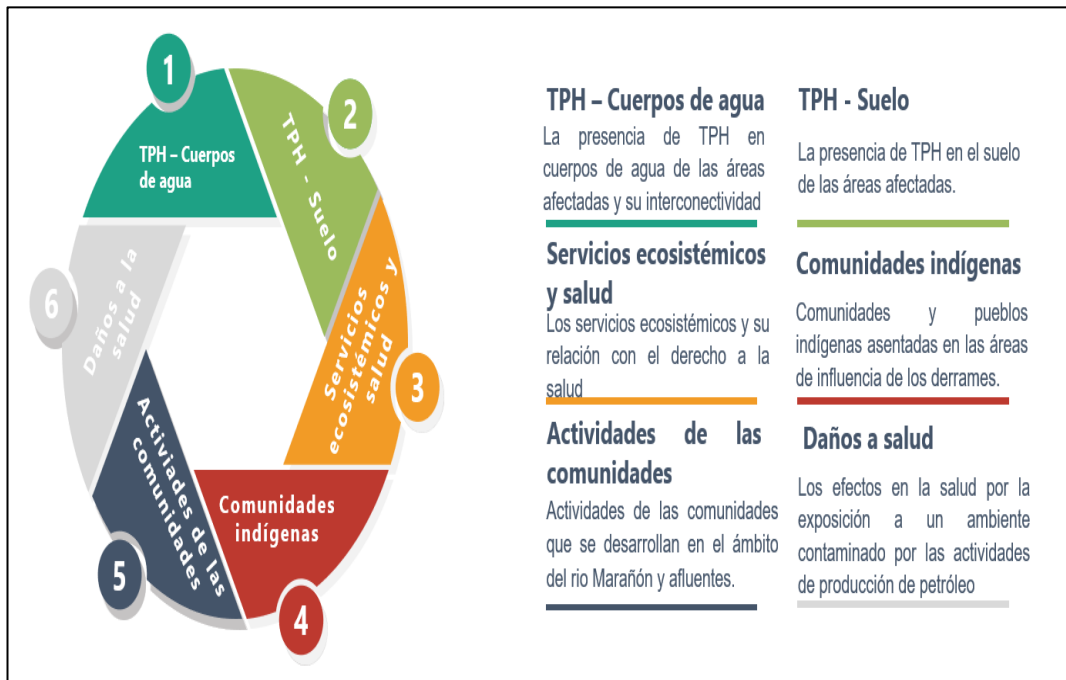 1
TPH – Cuerpos
de agua
2
TPH - Suelo
3
Servicios
ecosistémicos y
salud
4
Comunidades
indígenas
5
Activiades de las
comunidades
6
Daños a la
salud
TPH – Cuerpos de agua
La presencia de TPH en
cuerpos de agua de las áreas
afectadas y su interconectividad
TPH - Suelo
La presencia de TPH en el suelo
de las áreas afectadas.
Servicios ecosistémicos
y salud
Los servicios ecosistémicos y su
relación con el derecho a la
salud
Comunidades indígenas
Comunidades y pueblos
indígenas asentadas en las áreas
de influencia de los derrames.
Actividades de las
comunidades
Actividades de las comunidades
que se desarrollan en el ámbito
del rio Marañón y afluentes.
Daños a salud
Los efectos en la salud por la
exposición a un ambiente
contaminado por las actividades
de producción de petróleo